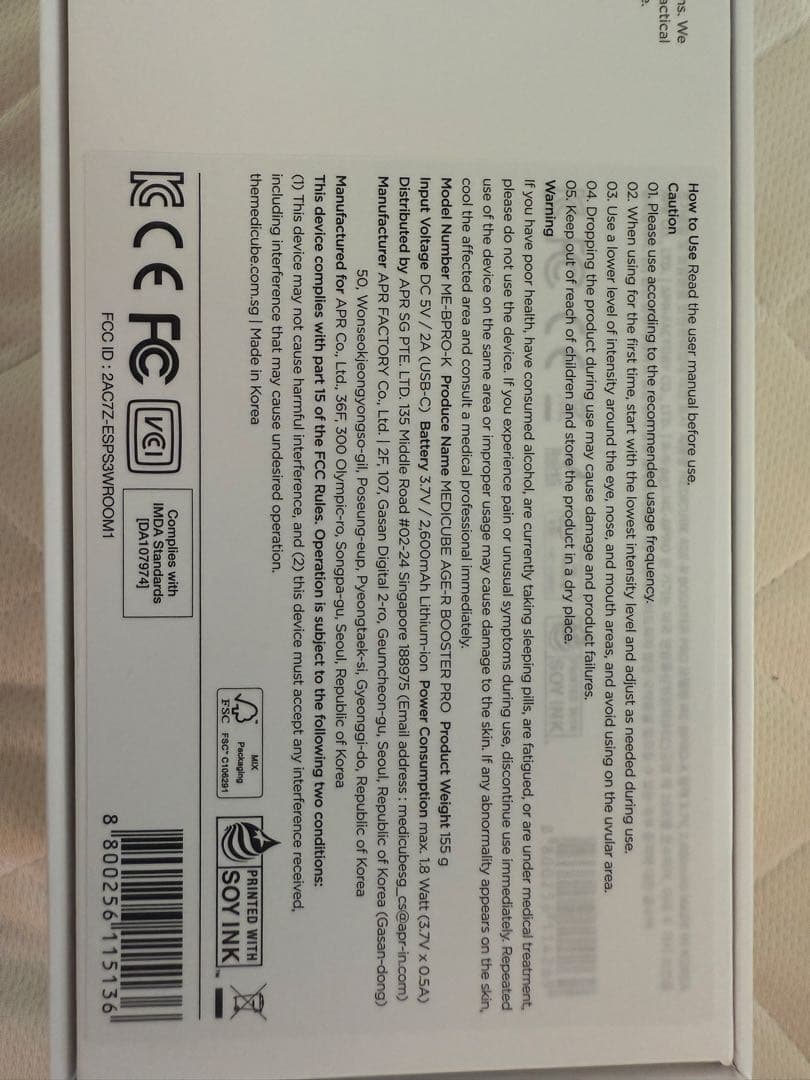 ns. We
actical
How to Use Read the user manual before use.
Caution
01. Please use according to the recommended usage frequency.
02. When using for the first time, start with the lowest intensity level and adjust as needed during use.
03. Use a lower level of intensity around the eye, nose, and mouth areas, and avoid using on the uvular area.
04. Dropping the product during use may cause damage and product failures.
05. Keep out of reach of children and store the product in a dry place.
Warning
If you have poor health, have consumed alcohol, are currently taking sleeping pills, are fatigued, or are under medical treatment,
please do not use the device. If you experience pain or unusual symptoms during use, discontinue use immediately. Repeated
use of the device on the same area or improper usage may cause damage to the skin. If any abnormality appears on the skin,
cool the affected area and consult a medical professional immediately.
Model Number ME-BPRO-K Produce Name MEDICUBE AGE-R BOOSTER PRO Product Weight 155 g
Input Voltage DC 5V / 2A (USB-C) Battery 3.7V / 2,600mAh Lithium-ion Power Consumption max. 1.8 Watt (3.7V x 0.5A)
Distributed by APR SG PTE. LTD. 135 Middle Road #02-24 Singapore 188975 (Email address : medicubesg_cs@apr-in.com)
Manufacturer APR FACTORY Co., Ltd. | 2F, 107, Gasan Digital 2-ro, Geumcheon-gu, Seoul, Republic of Korea (Gasan-dong)
50, Wonseokjeongyongso-gil, Poseung-eup, Pyeongtaek-si, Gyeonggi-do, Republic of Korea
Manufactured for APR Co., Ltd., 36F, 300 Olympic-ro, Songpa-gu, Seoul, Republic of Korea
This device complies with part 15 of the FCC Rules. Operation is subject to the following two conditions:
(1) This device may not cause harmful interference, and (2) this device must accept any interference received,
including interference that may cause undesired operation.
themedicube.com.sg | Made in Korea
KC CE FC VCCI
Complies with
IMDA Standards
[DA107974]
FCC ID : 2AC7Z-ESPS3WROOM1
MIX
Packaging
FSC FSC® C106291
PRINTED WITH
SOY INK™
8 800256 115136